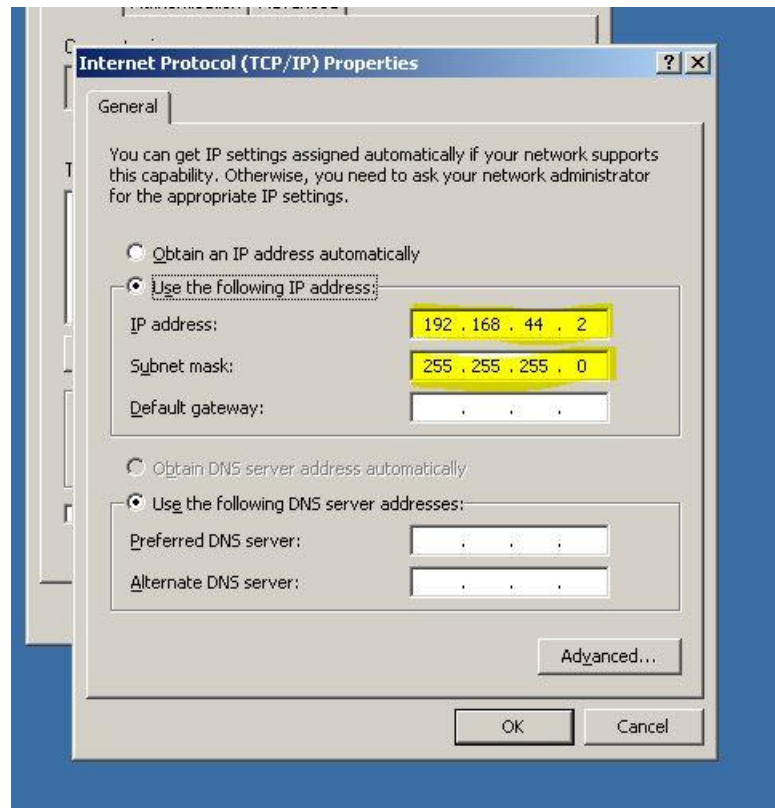 Internet Protocol (TCP/IP) Properties
General
You can get IP settings assigned automatically if your network supports
this capability. Otherwise, you need to ask your network administrator
for the appropriate IP settings.
Obtain an IP address automatically
Use the following IP address:
IP address: 192 . 168 . 44 . 2
Subnet mask: 255 . 255 . 255 . 0
Default gateway: . . .
Obtain DNS server address automatically
Use the following DNS server addresses:
Preferred DNS server: . . .
Alternate DNS server: . . .
Advanced...
OK Cancel